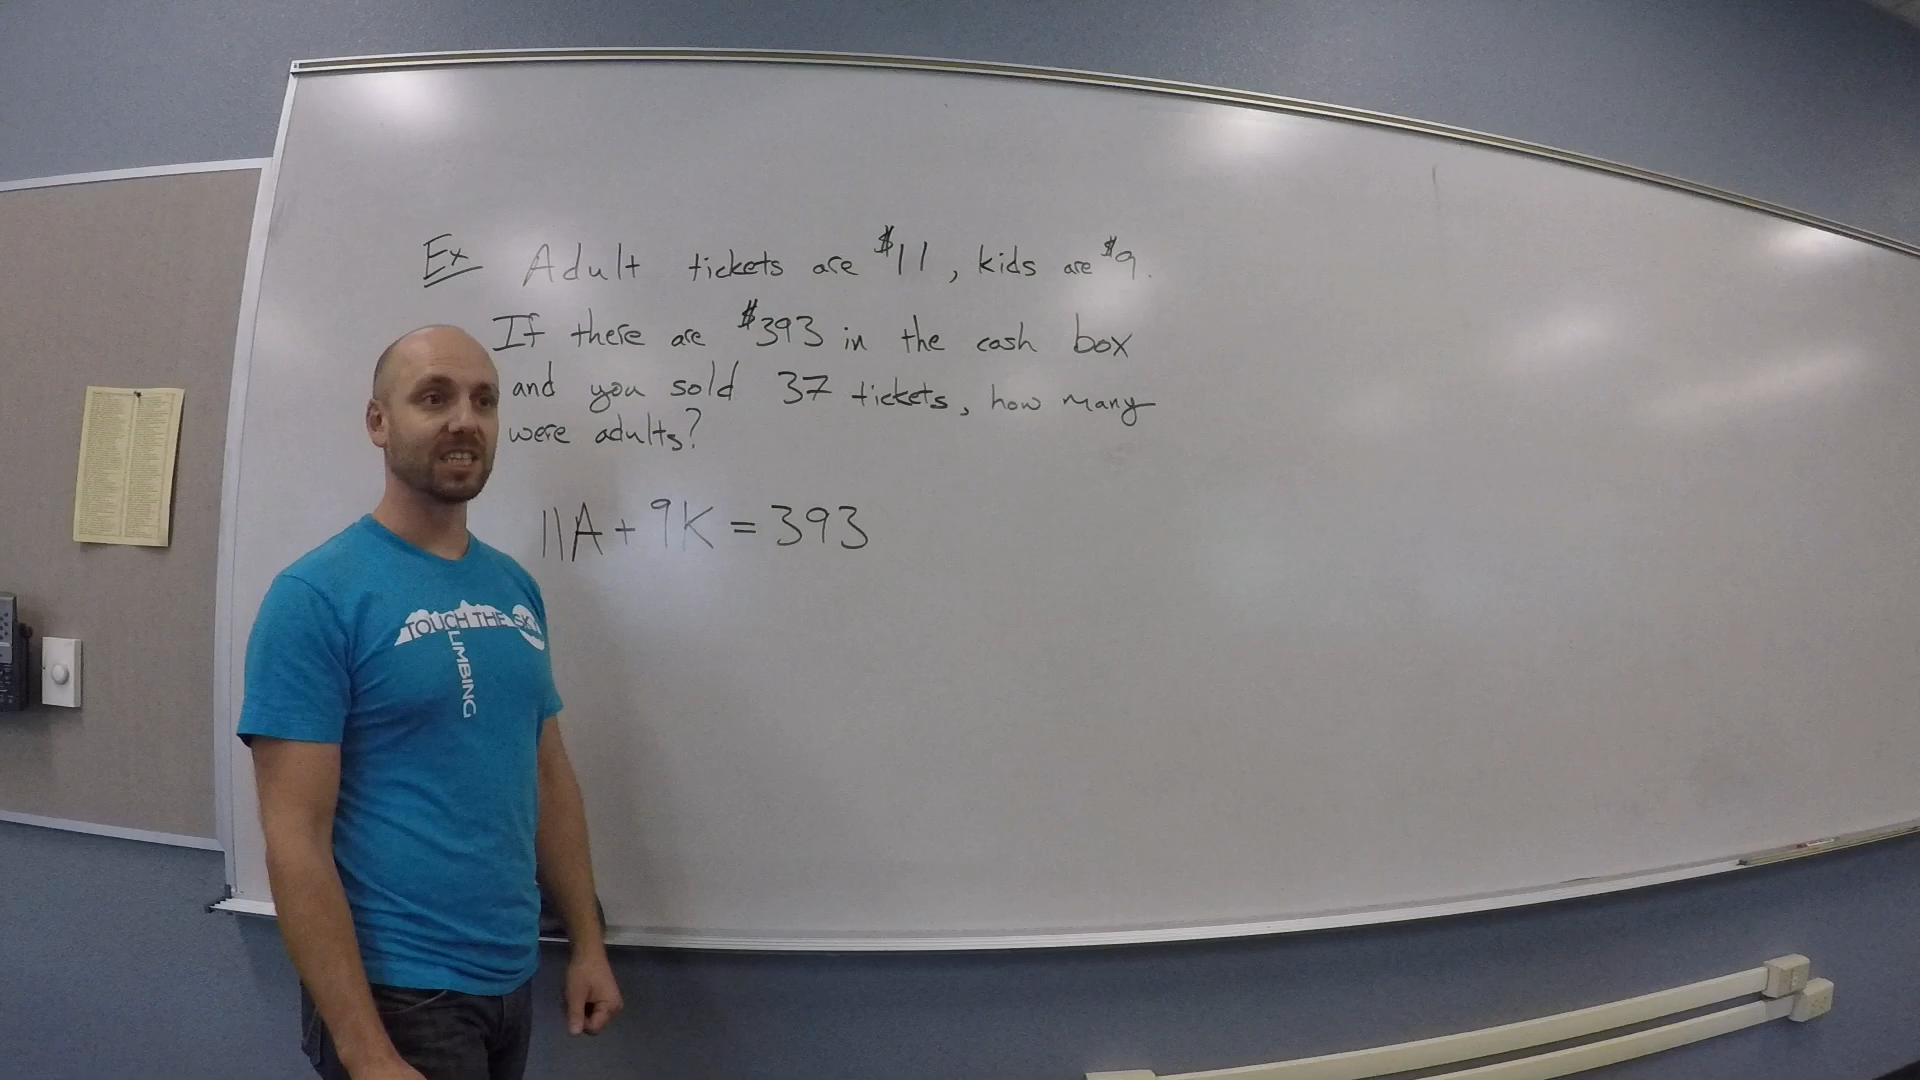 Ex Adult tickets are $11, kids are $9.
If there are $393 in the cash box
and you sold 37 tickets, how many
were adults?
11A + 9K = 393
TOUCH THE SKY
CLIMBING